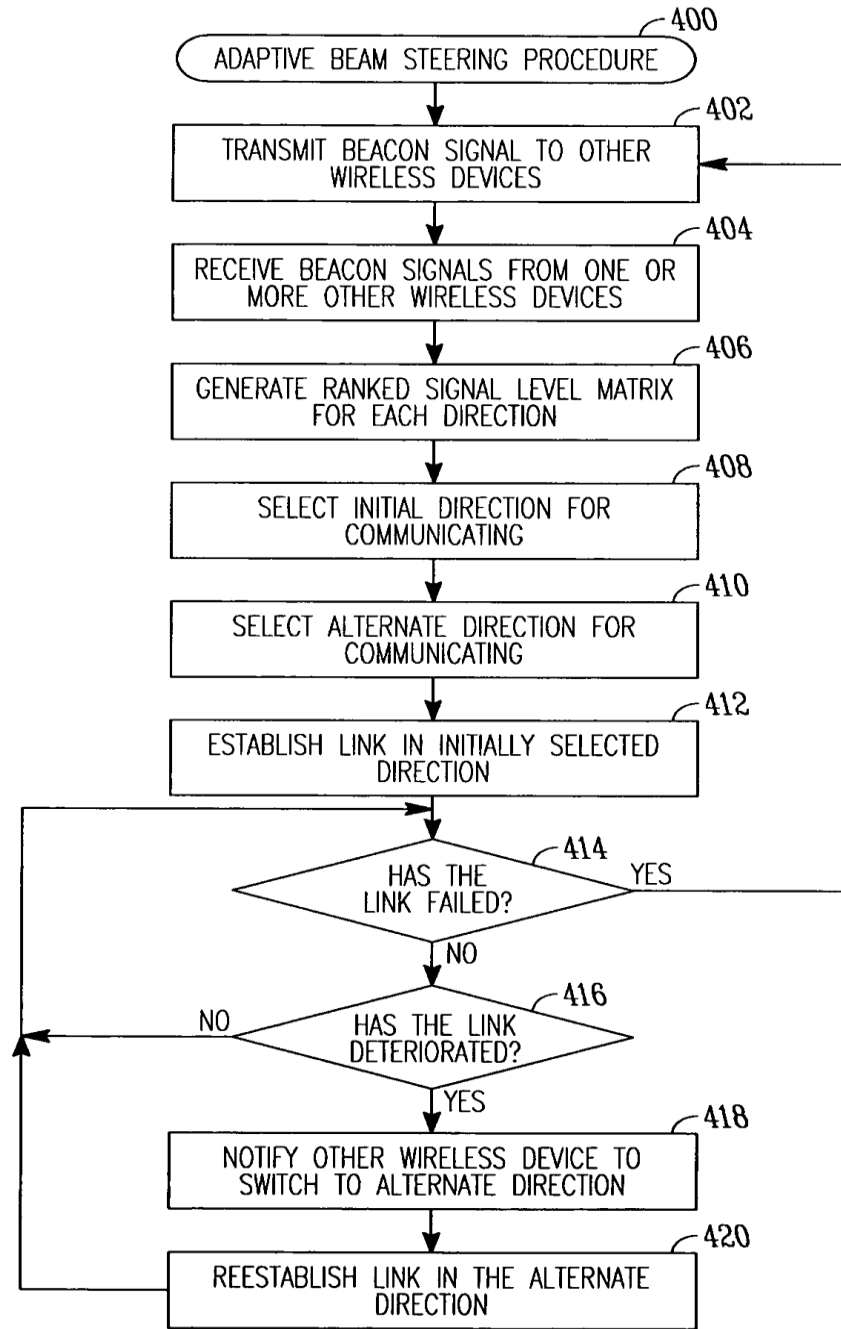 400
ADAPTIVE BEAM STEERING PROCEDURE
402
TRANSMIT BEACON SIGNAL TO OTHER
WIRELESS DEVICES
404
RECEIVE BEACON SIGNALS FROM ONE OR
MORE OTHER WIRELESS DEVICES
406
GENERATE RANKED SIGNAL LEVEL MATRIX
FOR EACH DIRECTION
408
SELECT INITIAL DIRECTION FOR
COMMUNICATING
410
SELECT ALTERNATE DIRECTION FOR
COMMUNICATING
412
ESTABLISH LINK IN INITIALLY SELECTED
DIRECTION
414
HAS THE
LINK FAILED?
YES
NO
416
HAS THE LINK
DETERIORATED?
NO
YES
418
NOTIFY OTHER WIRELESS DEVICE TO
SWITCH TO ALTERNATE DIRECTION
420
REESTABLISH LINK IN THE ALTERNATE
DIRECTION